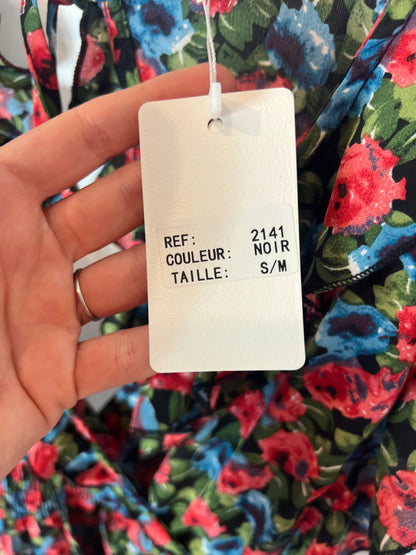 REF: 2141
COULEUR: NOIR
TAILLE: S/M